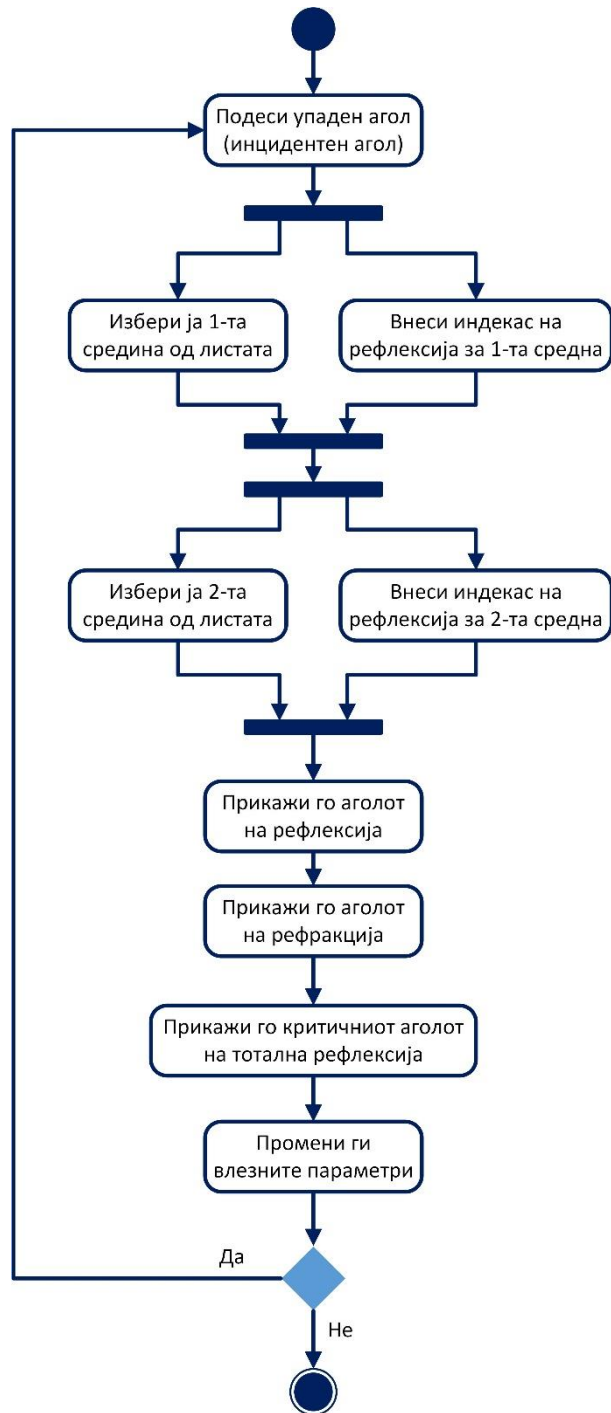 Подеси упаден агол
(инцидентен агол)
Избери ја 1-та
средина од листата
Внеси индекас на
рефлексија за 1-та средна
Избери ја 2-та
средина од листата
Внеси индекас на
рефлексија за 2-та средна
Прикажи го аголот
на рефлексија
Прикажи го аголот
на рефракција
Прикажи го критичниот аголот
на тотална рефлексија
Промени ги
влезните параметри
Да
Не